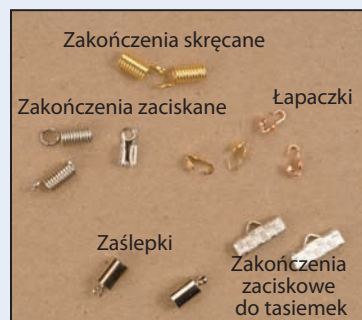 Zakończenia skręcane
Zakończenia zaciskane
Łapaczki
Zaślepki
Zakończenia
zaciskowe
do tasiemek